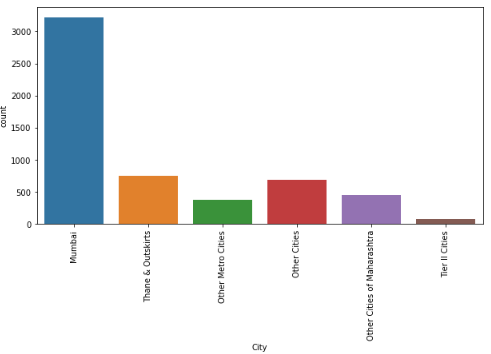 3000
2500
2000
1500
1000
500
0
count
Mumbai
Thane & Outskirts
Other Metro Cities
Other Cities
Other Cities of Maharashtra
Tier II Cities
City